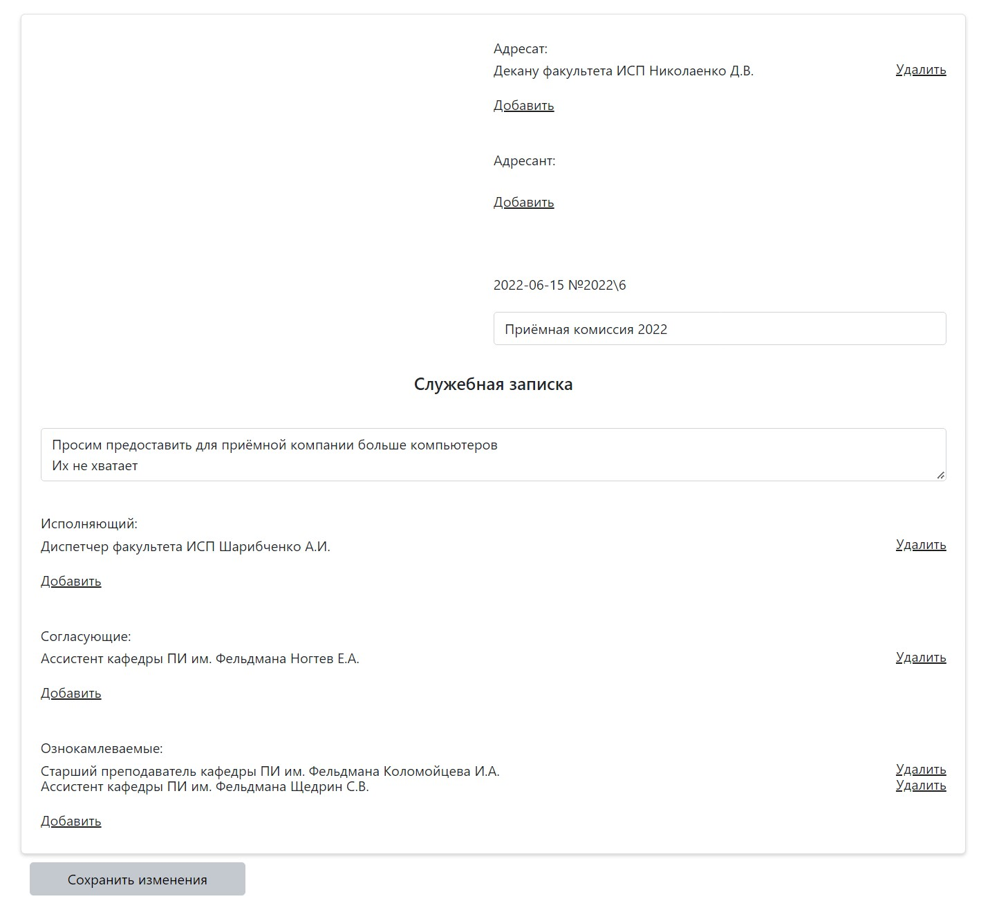 Адресат:
Декану факультета ИСП Николаенко Д.В. Удалить
Добавить
Адресант:
Добавить
2022-06-15 №2022\6
Приёмная комиссия 2022
Служебная записка
Просим предоставить для приёмной компании больше компьютеров
Их не хватает
Исполняющий:
Диспетчер факультета ИСП Шарибченко А.И. Удалить
Добавить
Согласующие:
Ассистент кафедры ПИ им. Фельдмана Ногтев Е.А. Удалить
Добавить
Ознокамлеваемые:
Старший преподаватель кафедры ПИ им. Фельдмана Коломойцева И.А. Удалить
Ассистент кафедры ПИ им. Фельдмана Щедрин С.В. Удалить
Добавить
Сохранить изменения